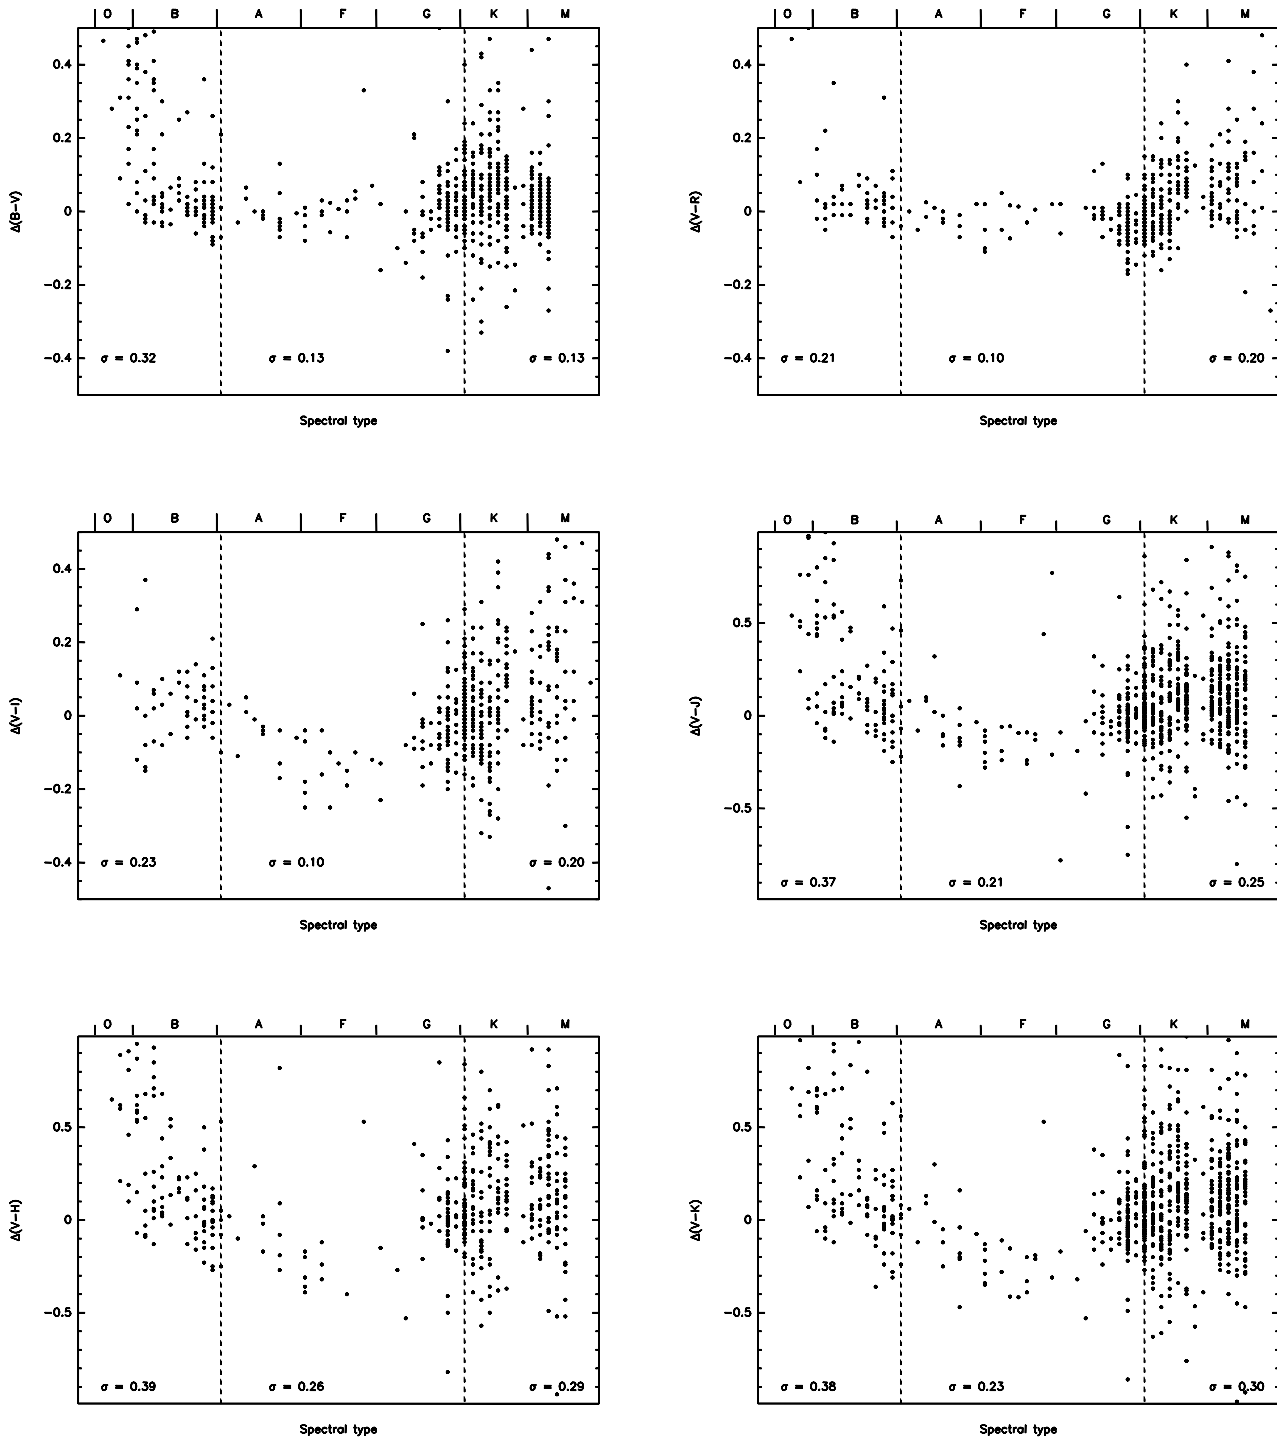 O B A F G K M
0.4
0.2
0
−0.2
−0.4
Δ(B−V)
σ = 0.32 σ = 0.13 σ = 0.13
Spectral type
O B A F G K M
0.4
0.2
0
−0.2
−0.4
Δ(V−R)
σ = 0.21 σ = 0.10 σ = 0.20
Spectral type
O B A F G K M
0.4
0.2
0
−0.2
−0.4
Δ(V−I)
σ = 0.23 σ = 0.10 σ = 0.20
Spectral type
O B A F G K M
0.5
0
−0.5
Δ(V−J)
σ = 0.37 σ = 0.21 σ = 0.25
Spectral type
O B A F G K M
0.5
0
−0.5
Δ(V−H)
σ = 0.39 σ = 0.26 σ = 0.29
Spectral type
O B A F G K M
0.5
0
−0.5
Δ(V−K)
σ = 0.38 σ = 0.23 σ = 0.30
Spectral type